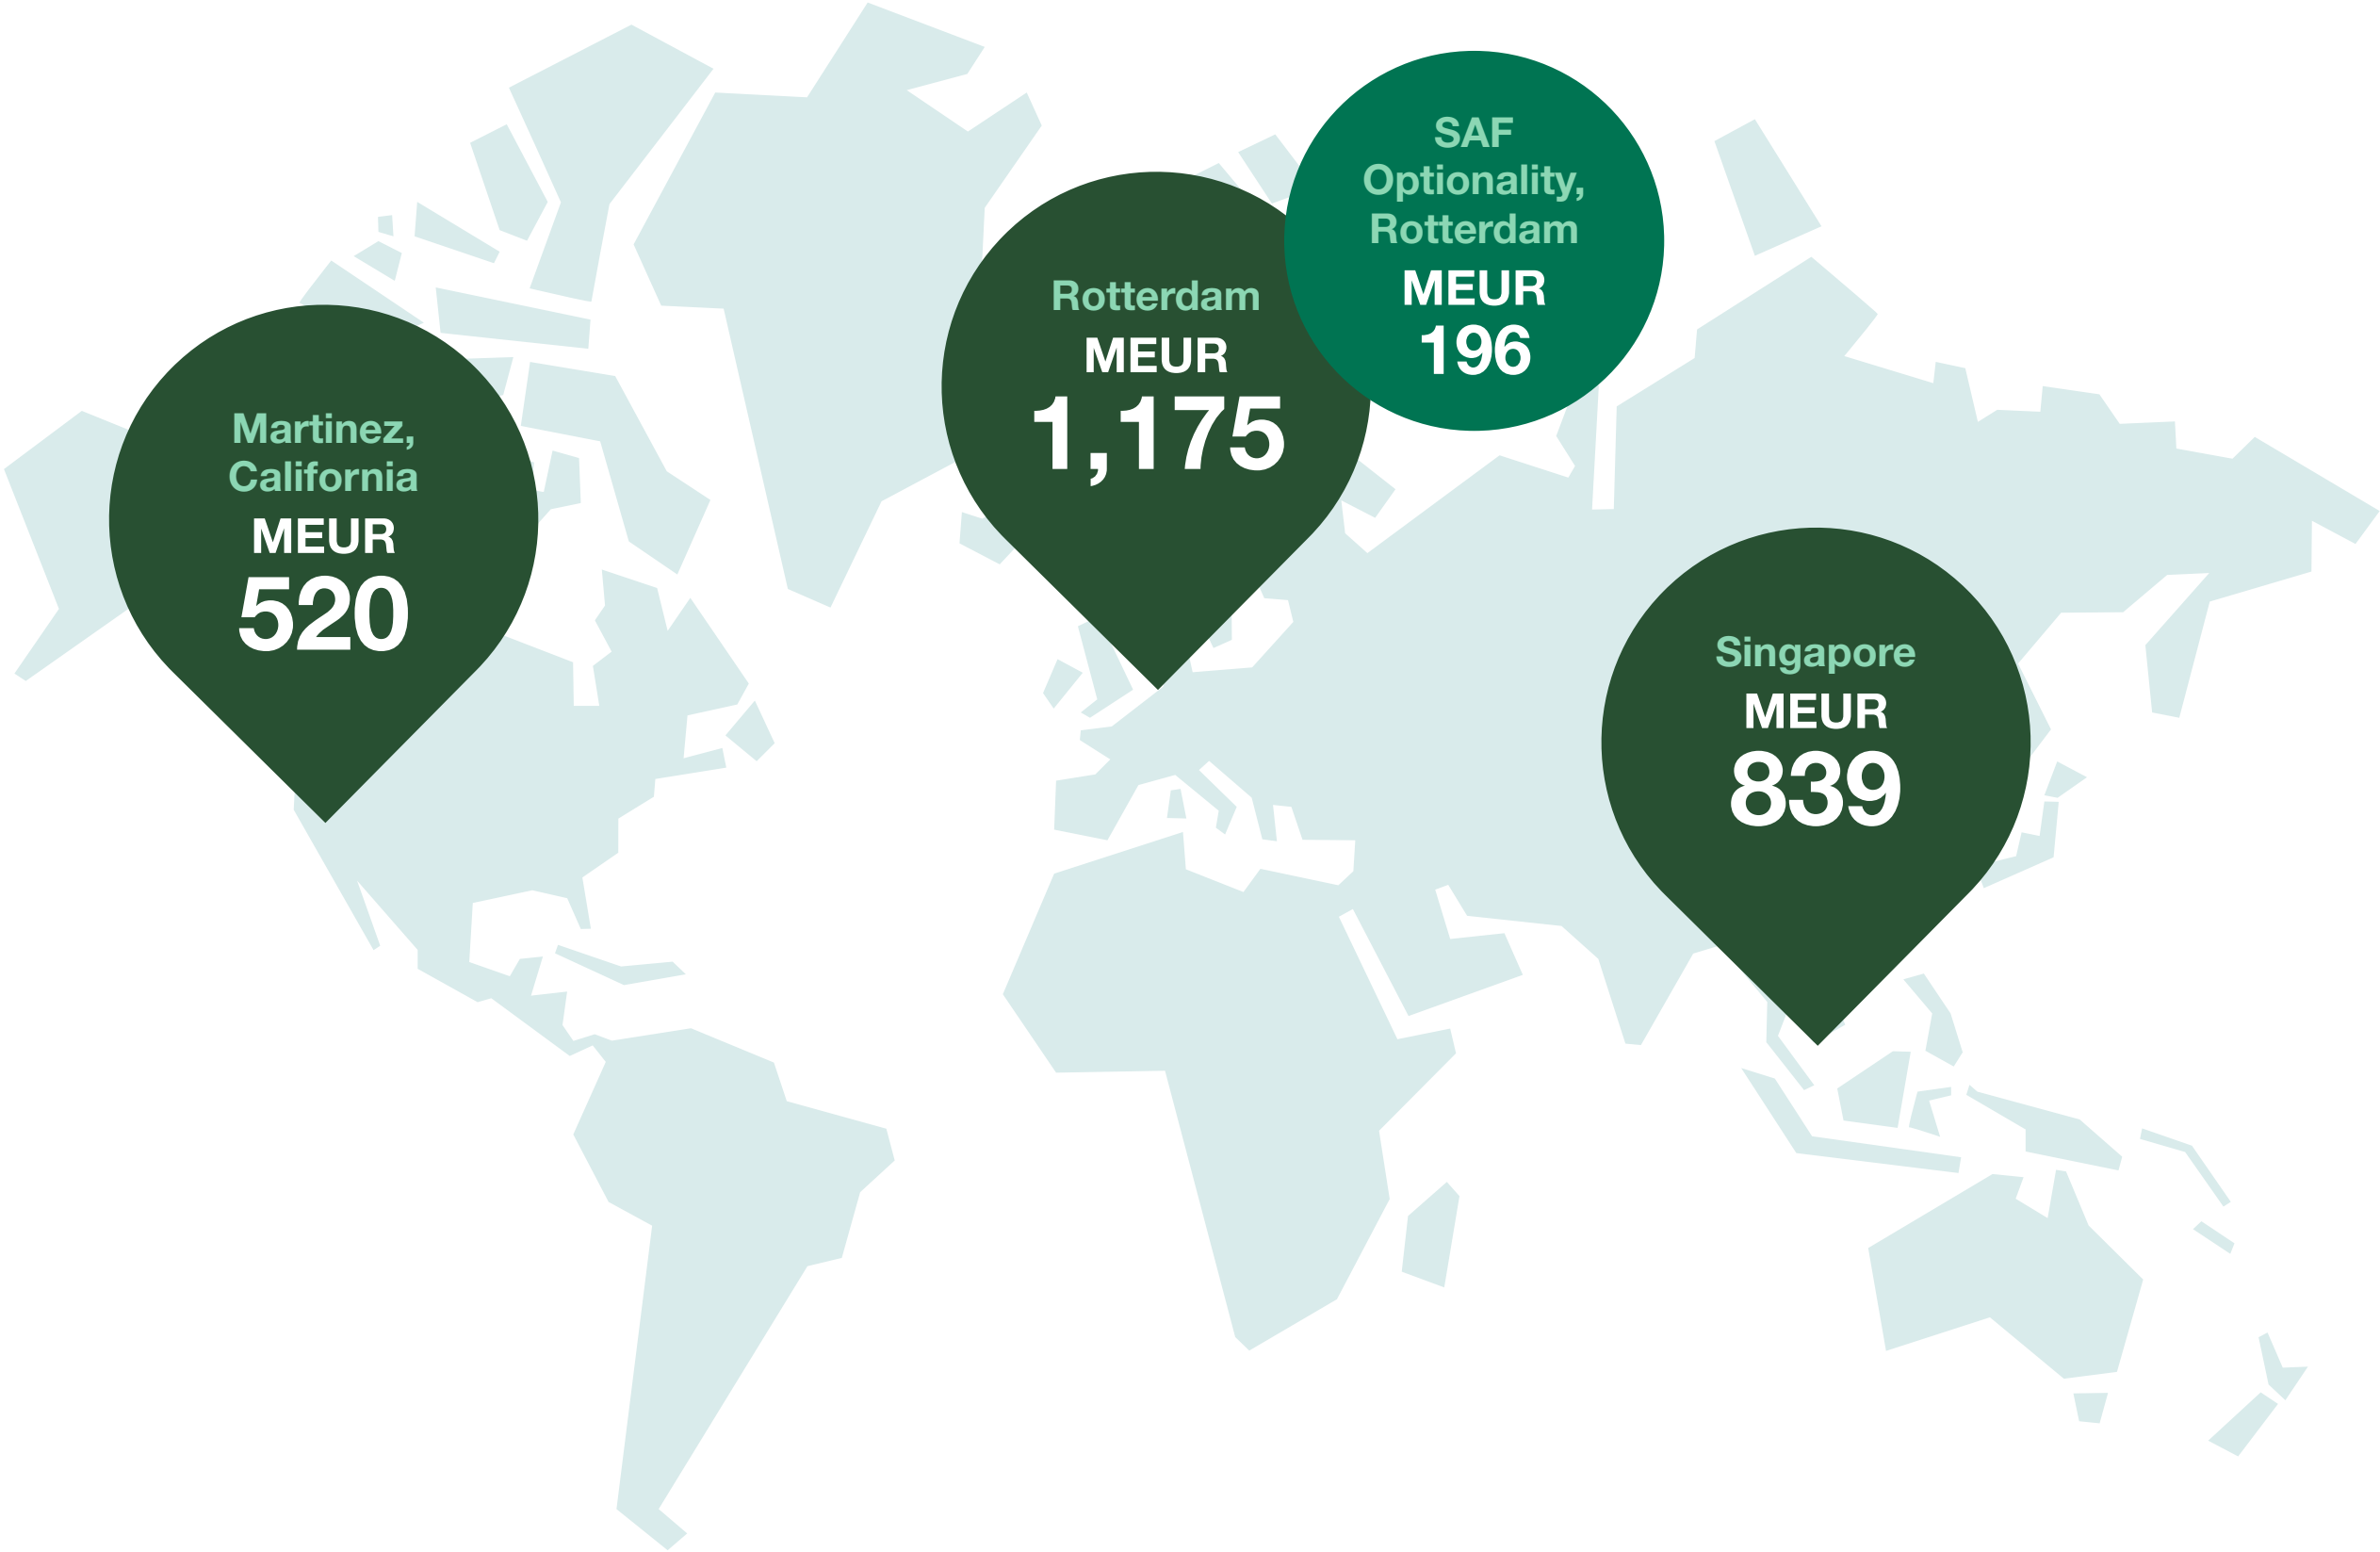 Martinez,
California
MEUR
520
Rotterdam
MEUR
1,175
SAF
Optionality,
Rotterdam
MEUR
196
Singapore
MEUR
839